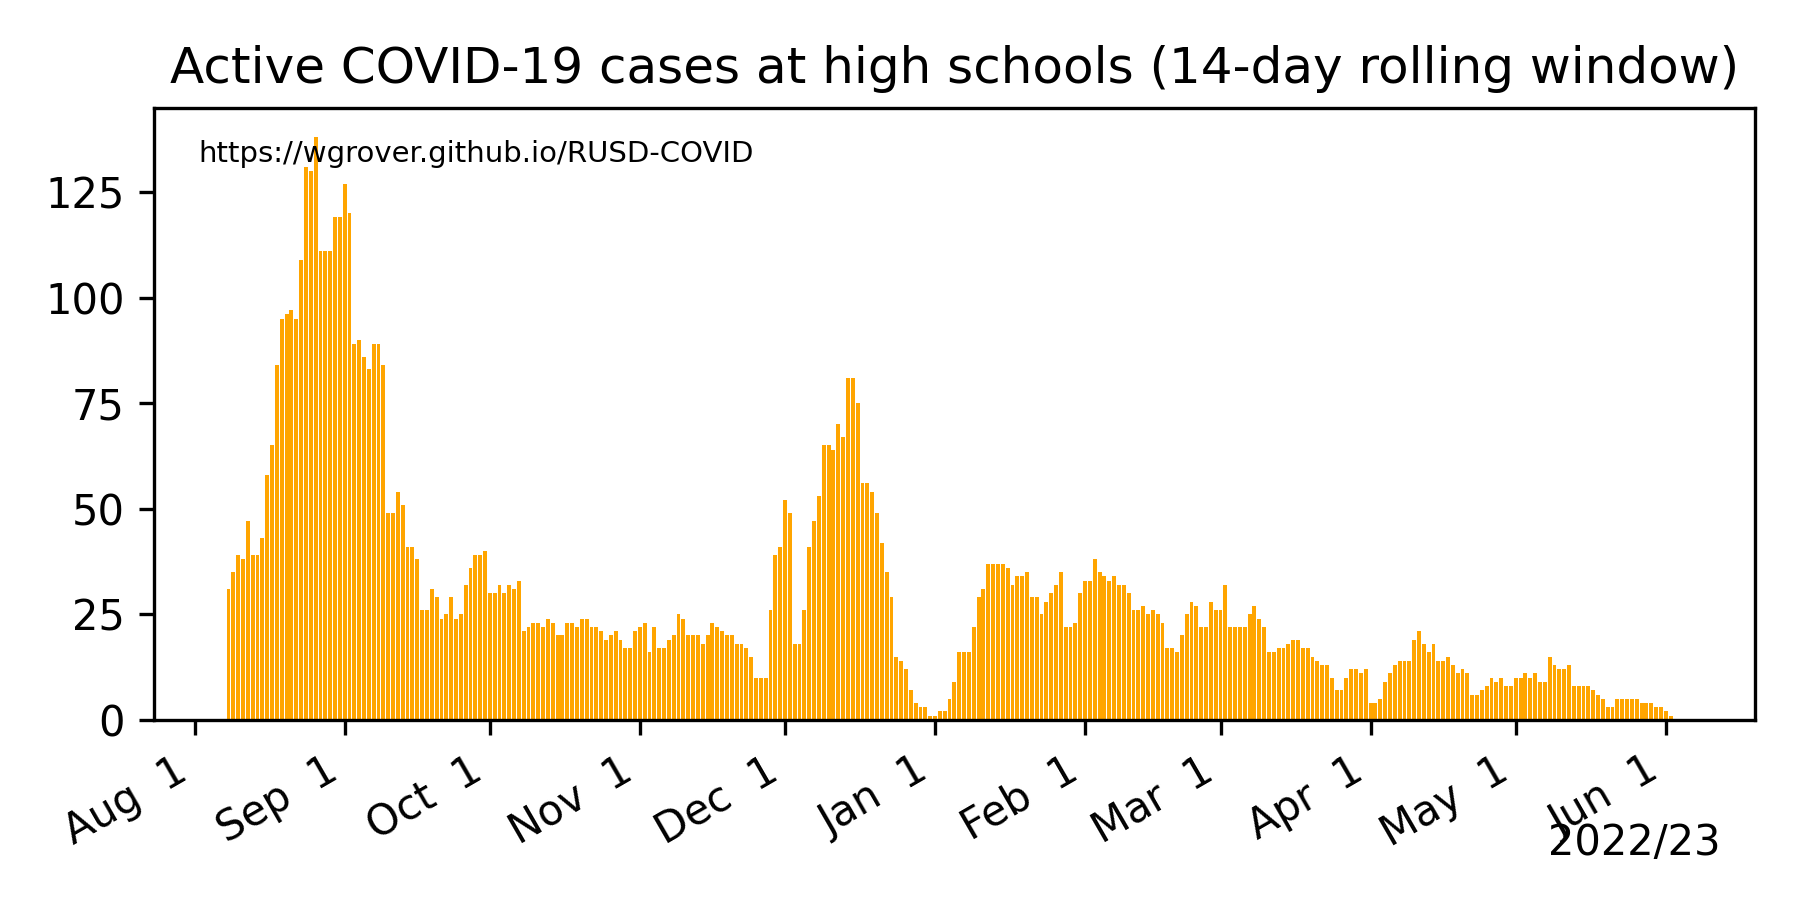 Active COVID-19 cases at high schools (14-day rolling window)
https://wgrover.github.io/RUSD-COVID
125
100
75
50
25
0
Aug 1
Sep 1
Oct 1
Nov 1
Dec 1
Jan 1
Feb 1
Mar 1
Apr 1
May 1
Jun 1
2022/23